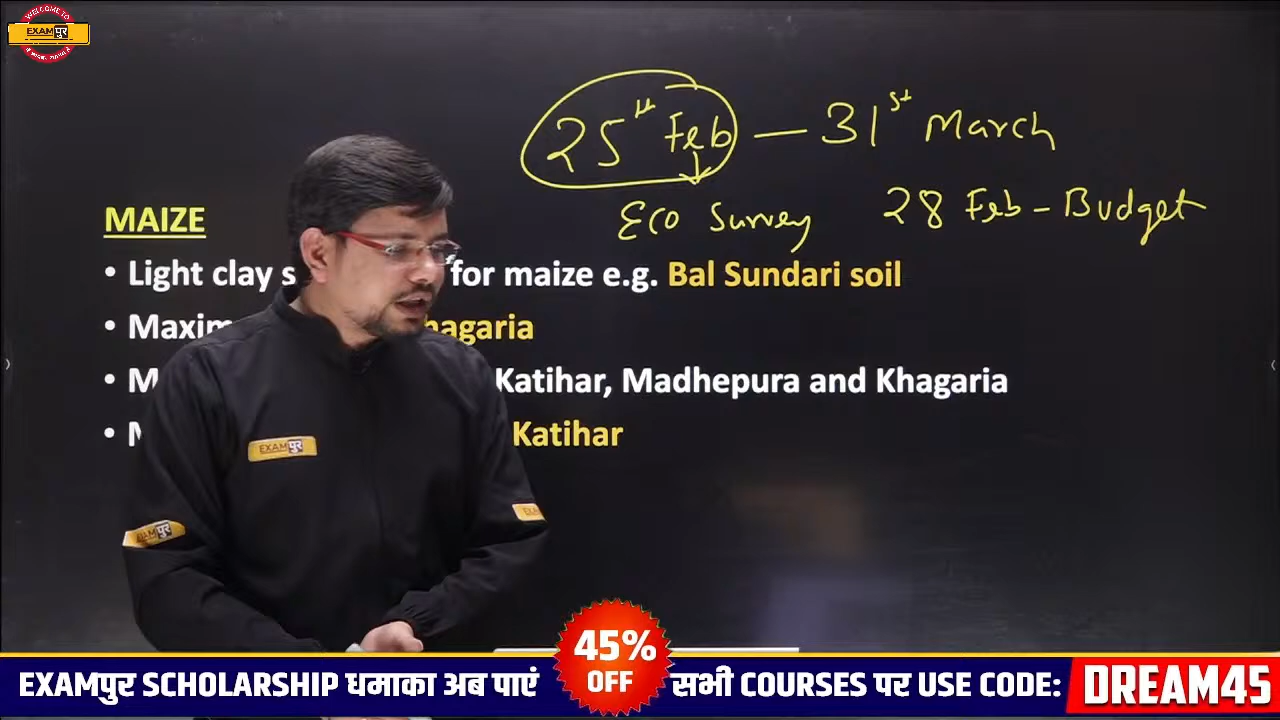 WELCOME TO
EXAMपुर
25th Feb — 31st March
Eco Survey
28 Feb - Budget
MAIZE
• Light clay s for maize e.g. Bal Sundari soil
• Maxim hagaria
• M Katihar, Madhepura and Khagaria
• M Katihar
EXAMपुर
EXAMपुर SCHOLARSHIP धमाका अब पाएं
45%
OFF
सभी COURSES पर USE CODE:
DREAM45